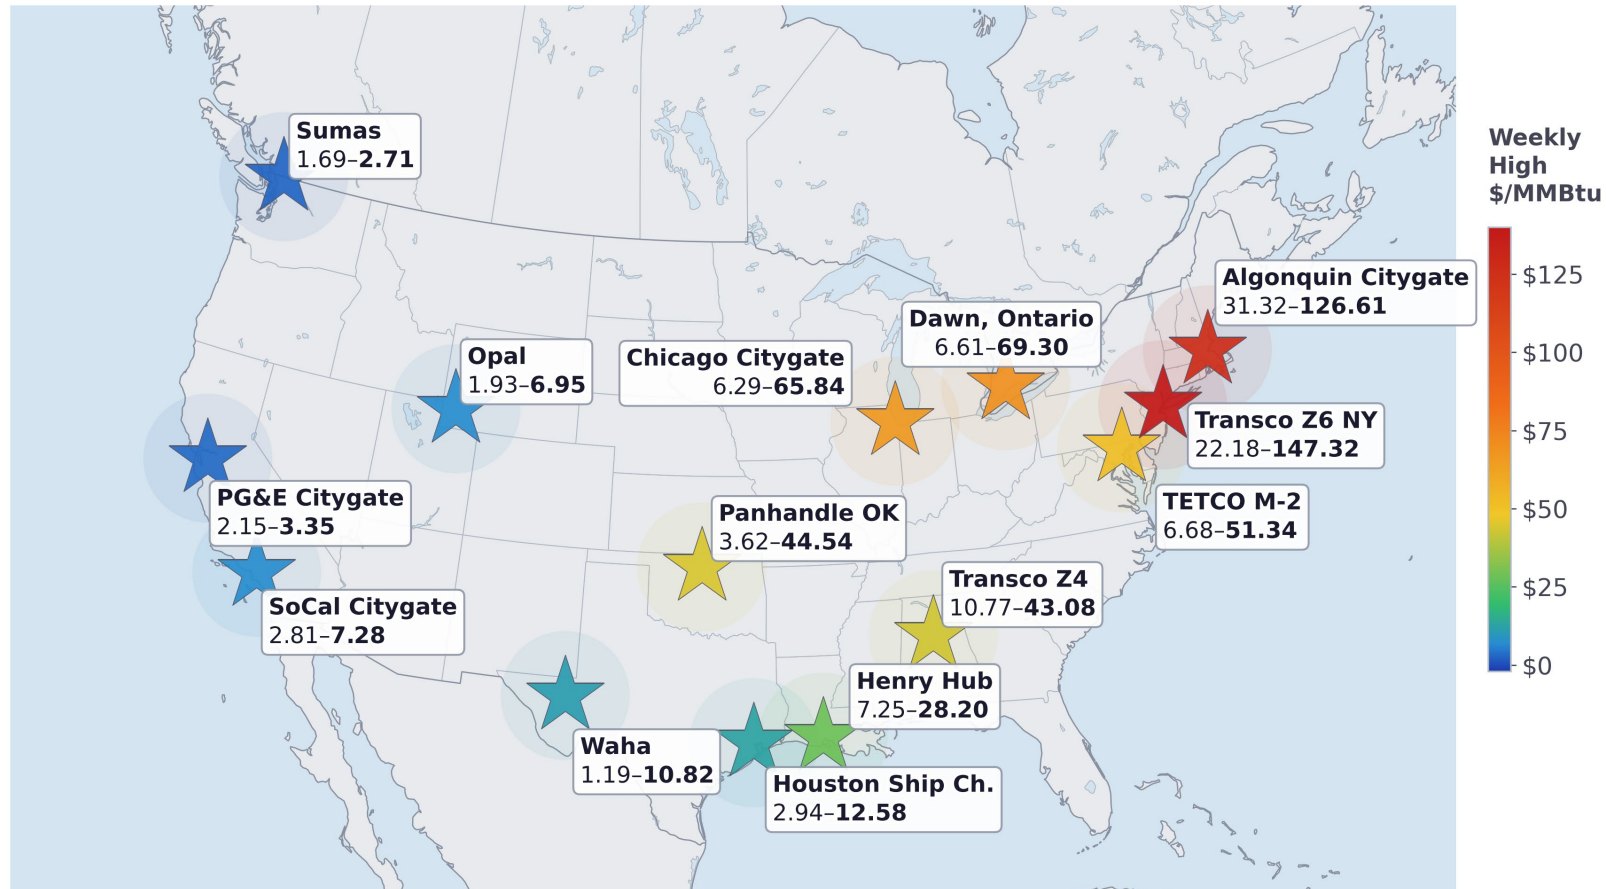 Sumas
1.69–2.71
Weekly
High
$/MMBtu
Algonquin Citygate
31.32–126.61
$125
Dawn, Ontario
6.61–69.30
Opal
1.93–6.95
Chicago Citygate
6.29–65.84
$100
Transco Z6 NY
22.18–147.32
$75
PG&E Citygate
2.15–3.35
Panhandle OK
3.62–44.54
TETCO M-2
6.68–51.34
$50
Transco Z4
10.77–43.08
$25
SoCal Citygate
2.81–7.28
Henry Hub
7.25–28.20
$0
Waha
1.19–10.82
Houston Ship Ch.
2.94–12.58